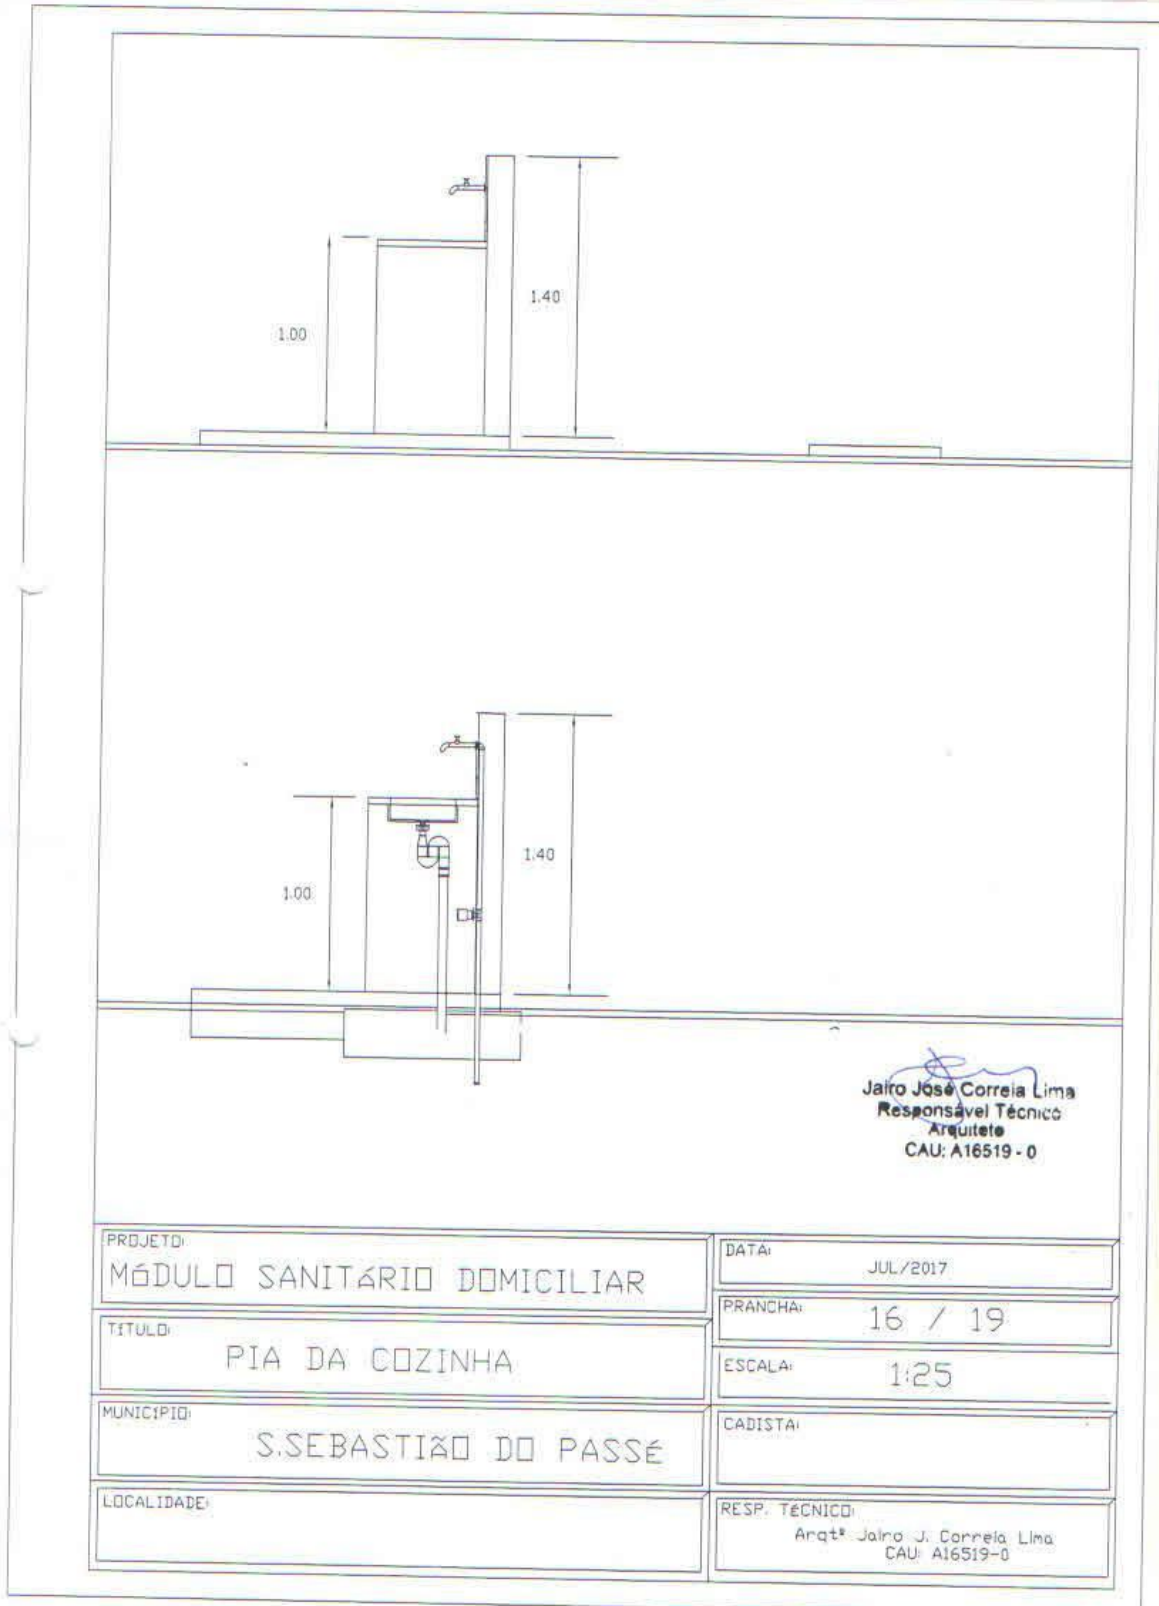 1.40
1.00
1.40
1.00
Jairo José Correia Lima
Responsável Técnico
Arquiteto
CAU: A16519 - 0
PROJETO:
MÓDULO SANITÁRIO DOMICILIAR
TÍTULO:
PIA DA COZINHA
MUNICÍPIO:
S.SEBASTIÃO DO PASSÉ
LOCALIDADE:
DATA:
JUL/2017
PRANCHA:
16 / 19
ESCALA:
1:25
CADISTA:
RESP. TÉCNICO:
Arqtº Jairo J. Correia Lima
CAU: A16519-0